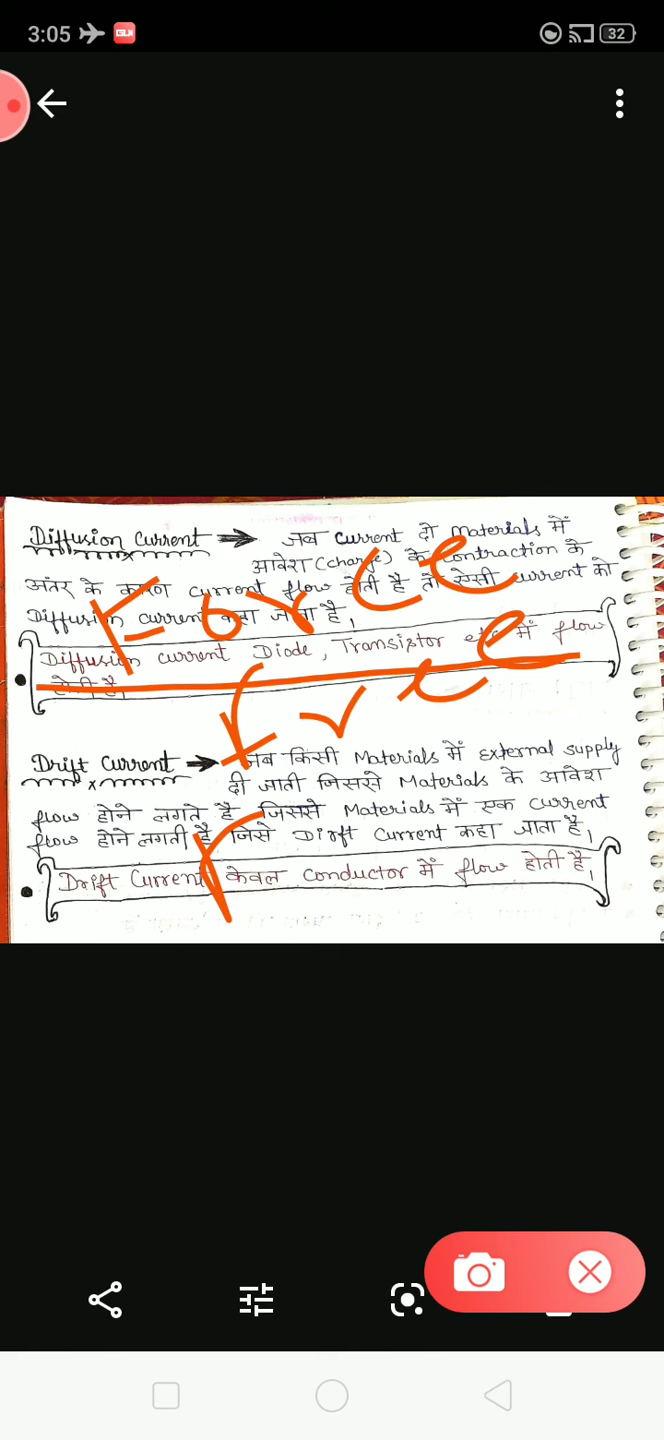 3:05
32
Diffusion Current → जब current दो Materials में
आवेश (charge) के Contraction के
अंतर के कारण current flow होती है तो ऐसी current को
Diffusion current कहा जाता है,
Diffusion current Diode, Transistor etc में flow
होती है,
Force
free
Drift Current → जब किसी Materials में External supply
दी जाती जिससे Materials के आवेश
flow होने लगते है जिससे Materials में एक current
flow होने लगती है जिसे Dirft Current कहा जाता है,
Drift Current केवल Conductor में flow होती है,